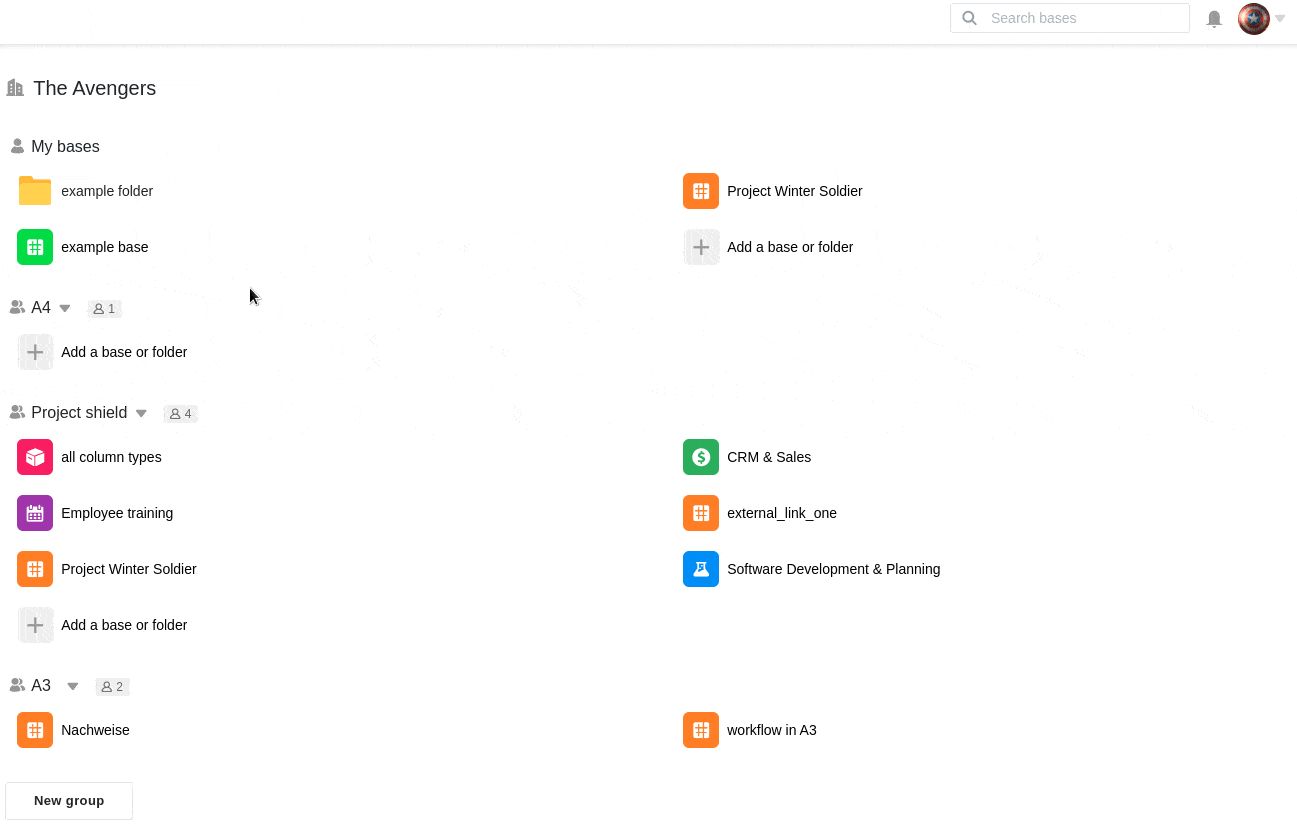 Search bases
The Avengers
My bases
example folder
Project Winter Soldier
example base
Add a base or folder
A4
1
Add a base or folder
Project shield
4
all column types
CRM & Sales
Employee training
external_link_one
Project Winter Soldier
Software Development & Planning
Add a base or folder
A3
2
Nachweise
workflow in A3
New group